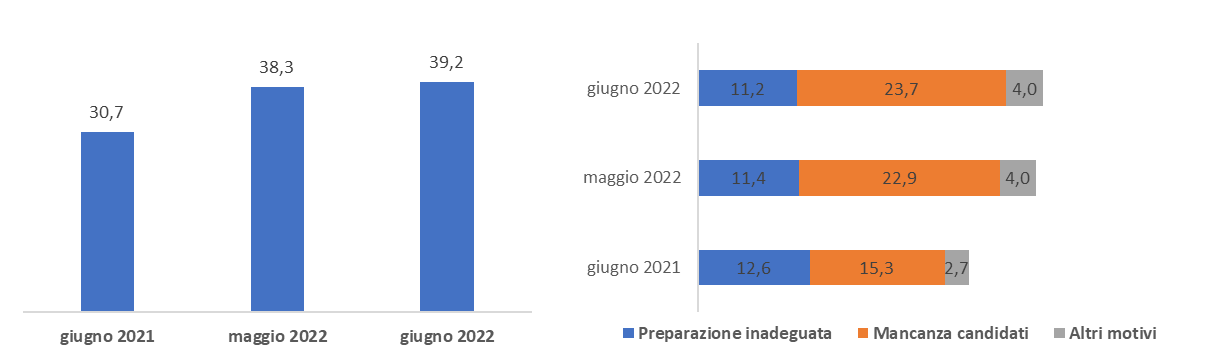 30,7
38,3
39,2
giugno 2021
maggio 2022
giugno 2022
giugno 2022
11,2
23,7
4,0
maggio 2022
11,4
22,9
4,0
giugno 2021
12,6
15,3
2,7
Preparazione inadeguata
Mancanza candidati
Altri motivi